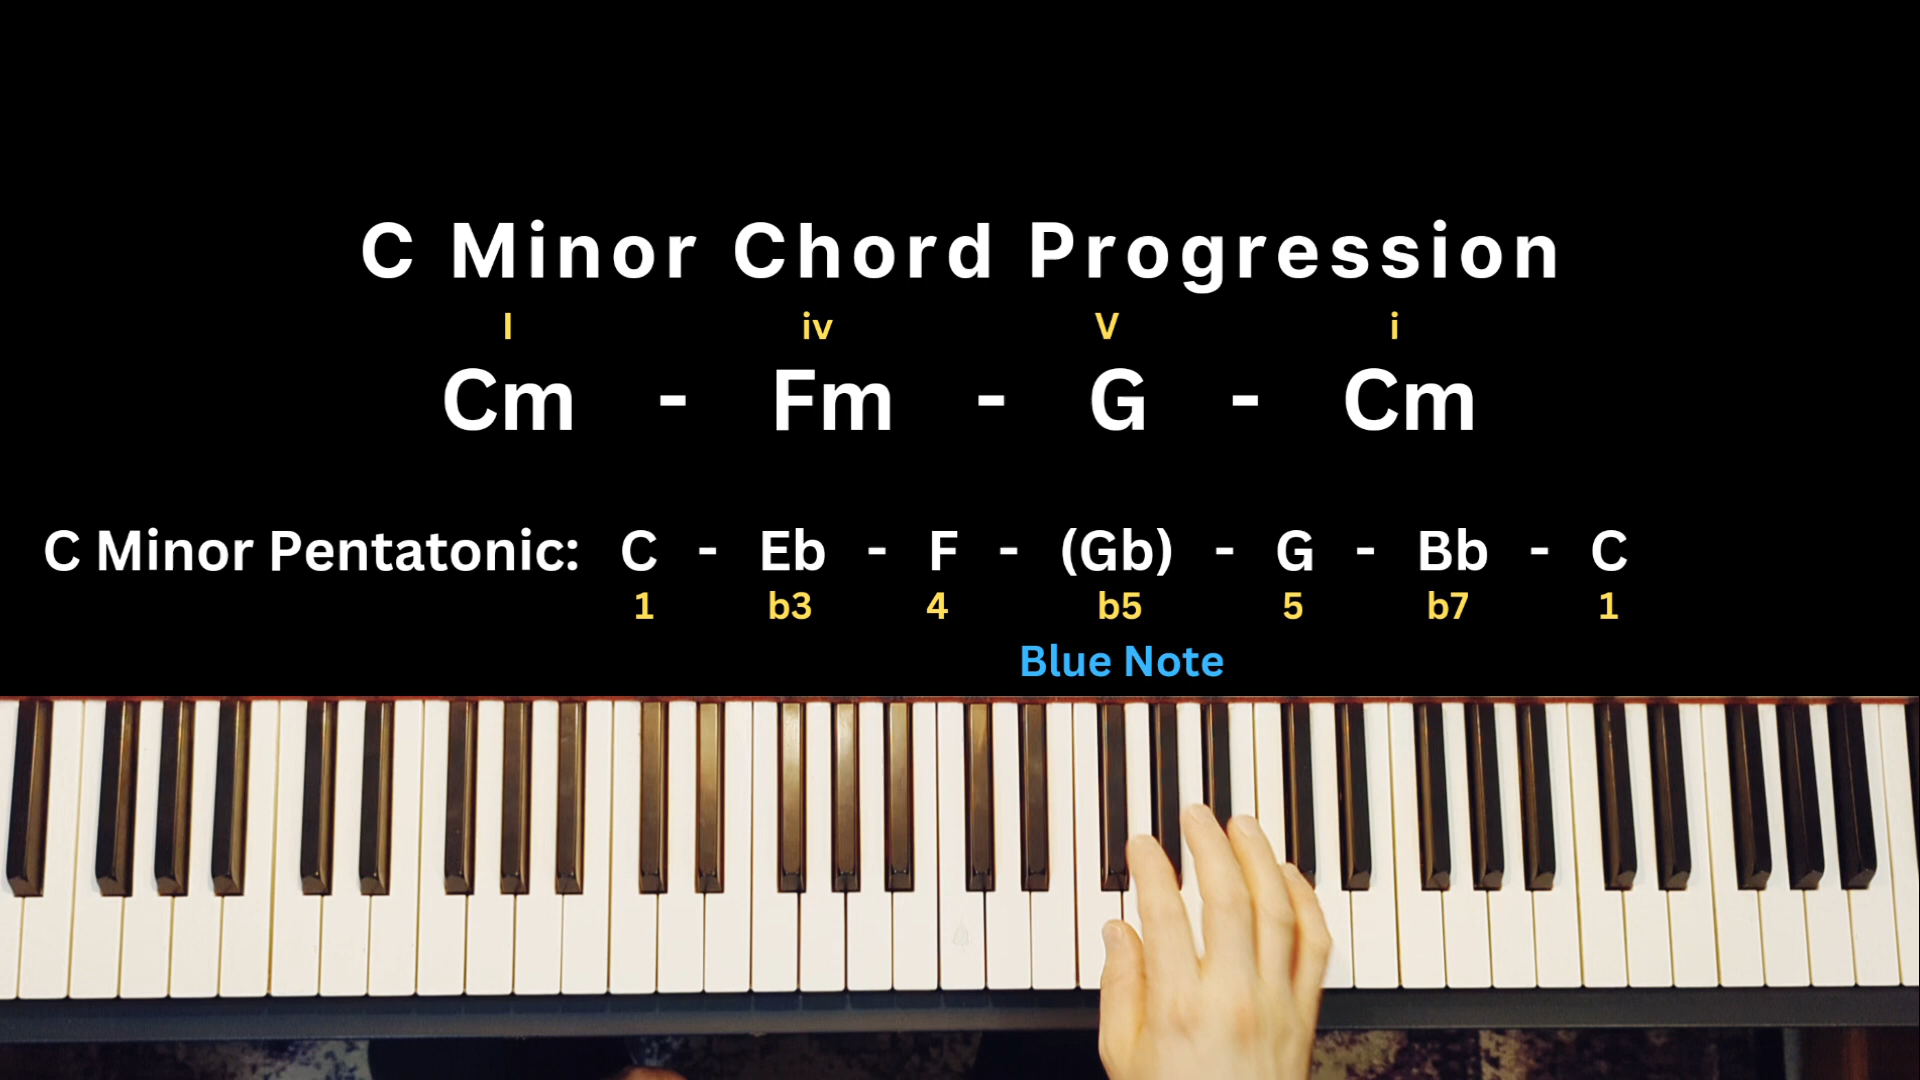 C Minor Chord Progression
I iv V i
Cm - Fm - G - Cm
C Minor Pentatonic: C - Eb - F - (Gb) - G - Bb - C
1 b3 4 b5 5 b7 1
Blue Note